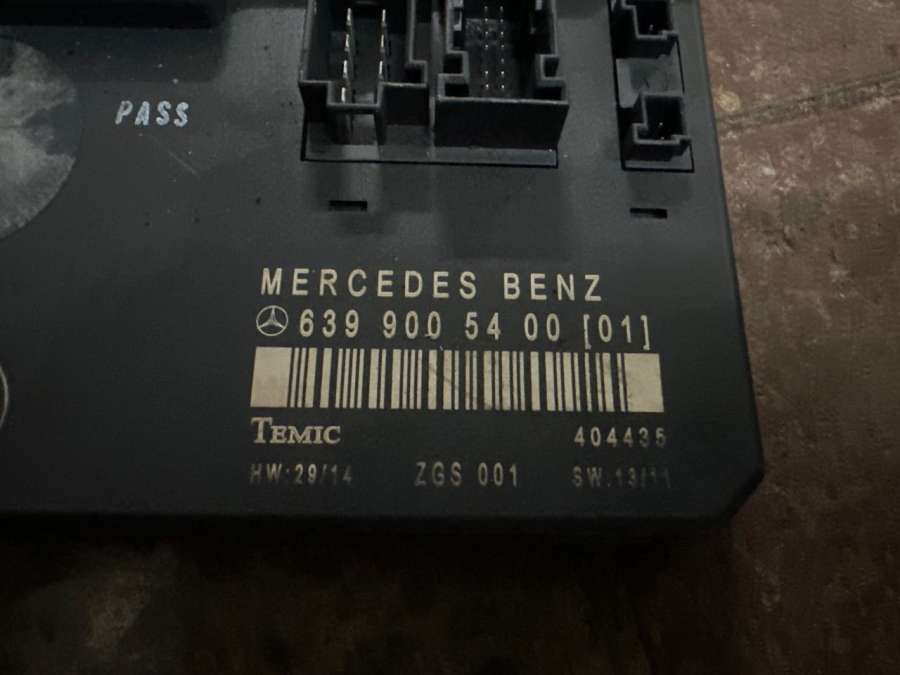 PASS
MERCEDES BENZ
639 900 54 00 [01]
TEMIC 404435
HW:29/14 ZGS 001 SW:13/11